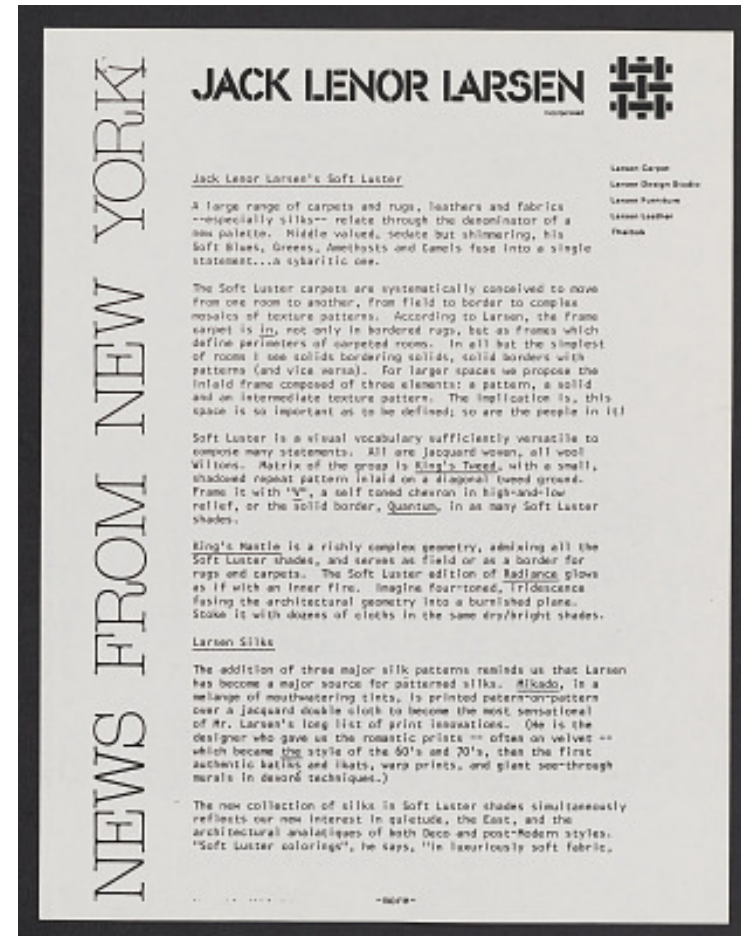 NEWS FROM NEW YORK
JACK LENOR LARSEN
incorporated
Larsen Carpet
Larsen Design Studio
Larsen Furniture
Larsen Leather
Thaibok
Jack Lenor Larsen's Soft Luster
A large range of carpets and rugs, leathers and fabrics
--especially silks-- relate through the denominator of a
new palette. Middle valued, sedate but shimmering, his
Soft Blues, Greens, Amethysts and Camels fuse into a single
statement...a sybaritic one.
The Soft Luster carpets are systematically conceived to move
from one room to another, from field to border to complex
mosaics of texture patterns. According to Larsen, the frame
carpet is in, not only in bordered rugs, but as frames which
define perimeters of carpeted rooms. In all but the simplest
of rooms I see solids bordering solids, solid borders with
patterns (and vice versa). For larger spaces we propose the
inlaid frame composed of three elements: a pattern, a solid
and an intermediate texture pattern. The implication is, this
space is so important as to be defined; so are the people in it!
Soft Luster is a visual vocabulary sufficiently versatile to
compose many statements. All are jacquard woven, all wool
Wiltons. Matrix of the group is King's Tweed, with a small,
shadowed repeat pattern inlaid on a diagonal tweed ground.
Frame it with "V", a self toned chevron in high-and-low
relief, or the solid border, Quantum, in as many Soft Luster
shades.
King's Mantle is a richly complex geometry, admixing all the
Soft Luster shades, and serves as field or as a border for
rugs and carpets. The Soft Luster edition of Radiance glows
as if with an inner fire. Imagine four-toned, iridescence
fusing the architectural geometry into a burnished plane.
Stoke it with dozens of cloths in the same dry/bright shades.
Larsen Silks
The addition of three major silk patterns reminds us that Larsen
has become a major source for patterned silks. Mikado, in a
melange of mouthwatering tints, is printed patern-on-pattern
over a jacquard double cloth to become the most sensational
of Mr. Larsen's long list of print innovations. (He is the
designer who gave us the romantic prints -- often on velvet --
which became the style of the 60's and 70's, then the first
authentic batiks and ikats, warp prints, and giant see-through
murals in devoré techniques.)
The new collection of silks in Soft Luster shades simultaneously
reflects our new interest in quietude, the East, and the
architectural analatiques of both Deco and post-Modern styles.
"Soft Luster colorings", he says, "in luxuriously soft fabric,
-more-